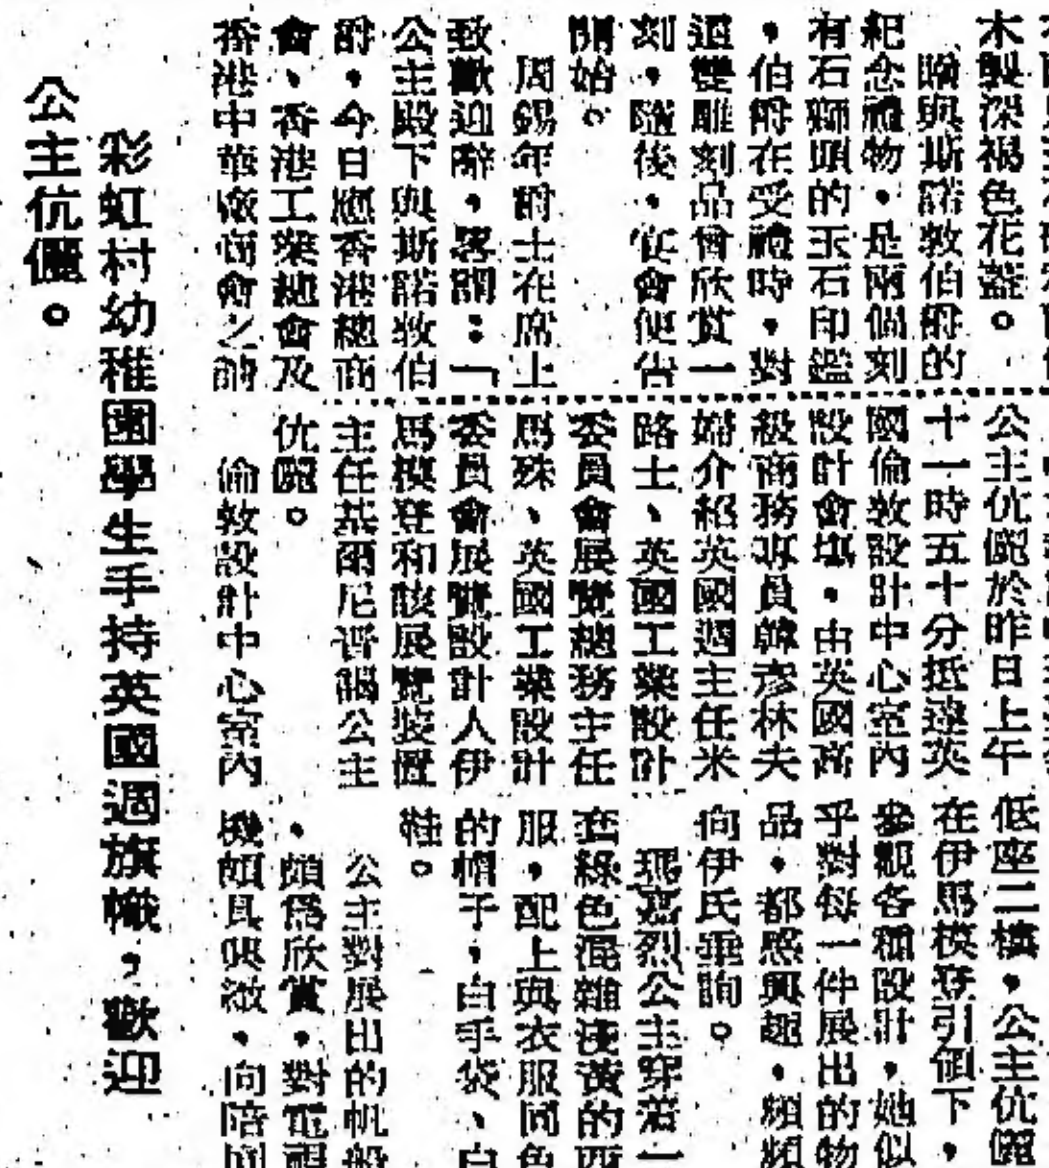 木製深褐色花蓋。
贈與斯諾敦伯爵的
紀念禮物,是兩個刻
有石獅頭的玉石印鑑
,伯爵在受禮時,對
這雙雕刻品曾欣賞一
刻,隨後,宴會便告
開始。
周錫年爵士在席上
致歡迎辭,畧謂:「
公主殿下與斯諾敦伯
爵,今日應香港總商
會、香港工業總會及
香港中華廠商會之請
公主伉儷於昨日上午
十一時五十分抵達英
國倫敦設計中心室內
設計會場,由英國高
級商務專員韓彥林夫
婦介紹英國週主任米
路士、英國工業設計
委員會展覽總務主任
馬殊、英國工業設計
委員會展覽設計人伊
馬模登和該展覽裝置
主任基爾尼晋謁公主
伉儷。
倫敦設計中心室內
低座二樓,公主伉儷
在伊馬模登引領下,
參觀各種設計,她似
乎對每一件展出的物
品,都感興趣,頻頻
向伊氏垂詢。
瑪嘉烈公主穿着一
套綠色混雜淺黃的西
服,配上與衣服同色
的帽子,白手袋、白
鞋。
公主對展出的帆船
,頗爲欣賞,對電視
機頗具興緻,向陪同
彩虹村幼稚園學生手持英國週旗幟,歡迎
公主伉儷。